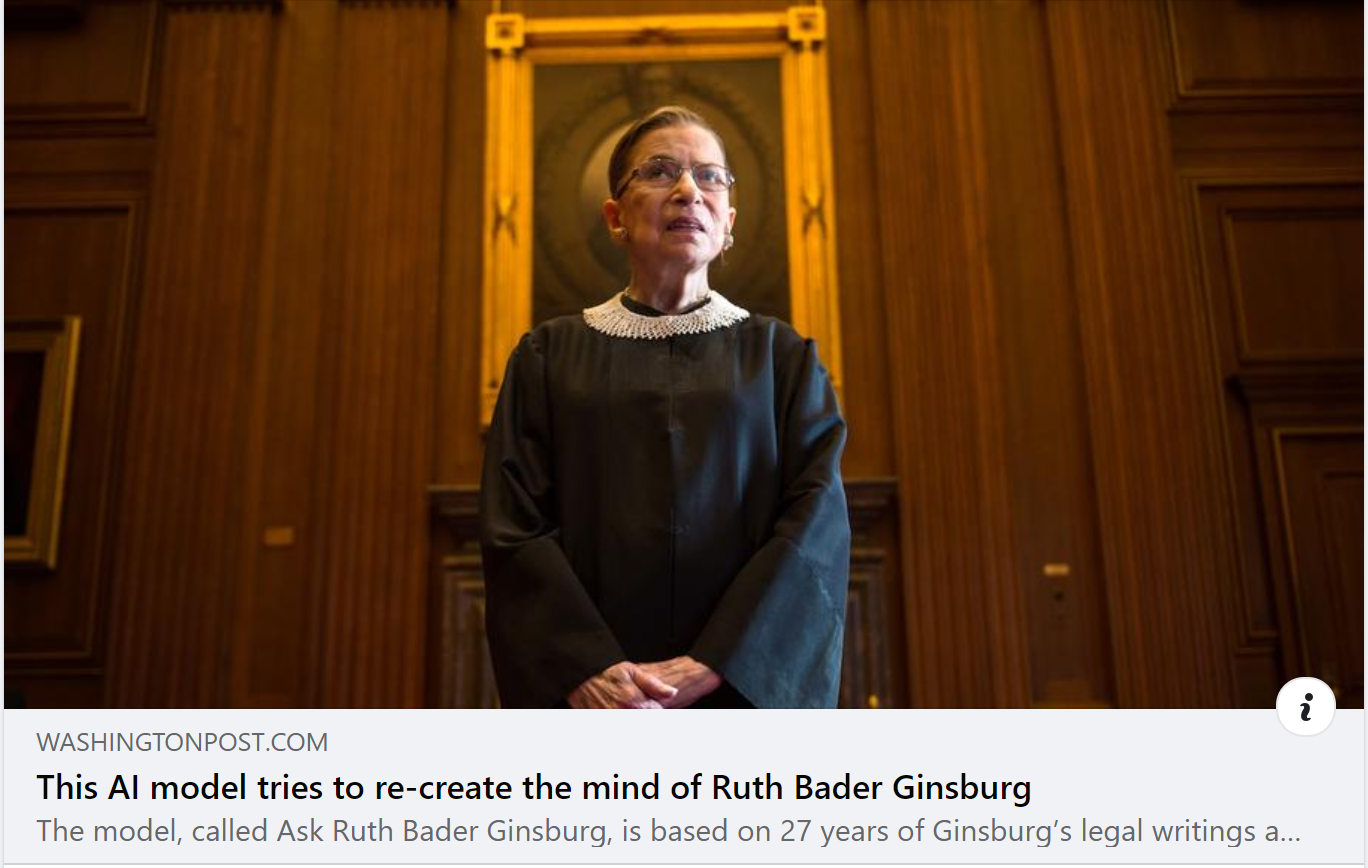 WASHINGTONPOST.COM
This AI model tries to re-create the mind of Ruth Bader Ginsburg
The model, called Ask Ruth Bader Ginsburg, is based on 27 years of Ginsburg’s legal writings a...